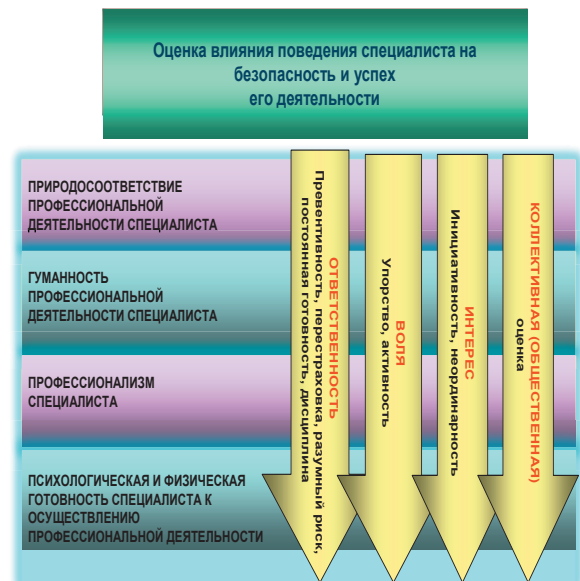 Оценка влияния поведения специалиста на
безопасность и успех
его деятельности
ПРИРОДОСООТВЕТСТВИЕ
ПРОФЕССИОНАЛЬНОЙ
ДЕЯТЕЛЬНОСТИ СПЕЦИАЛИСТА
ГУМАННОСТЬ
ПРОФЕССИОНАЛЬНОЙ
ДЕЯТЕЛЬНОСТИ СПЕЦИАЛИСТА
ПРОФЕССИОНАЛИЗМ
СПЕЦИАЛИСТА
ПСИХОЛОГИЧЕСКАЯ И ФИЗИЧЕСКАЯ
ГОТОВНОСТЬ СПЕЦИАЛИСТА К
ОСУЩЕСТВЛЕНИЮ
ПРОФЕССИОНАЛЬНОЙ ДЕЯТЕЛЬНОСТИ
ОТВЕТСТВЕННОСТЬ
Превентивность, перестраховка, разумный риск,
постоянная готовность, дисциплина
ВОЛЯ
Упорство, активность
ИНТЕРЕС
Инициативность, неординарность
КОЛЛЕКТИВНАЯ (ОБЩЕСТВЕННАЯ)
оценка